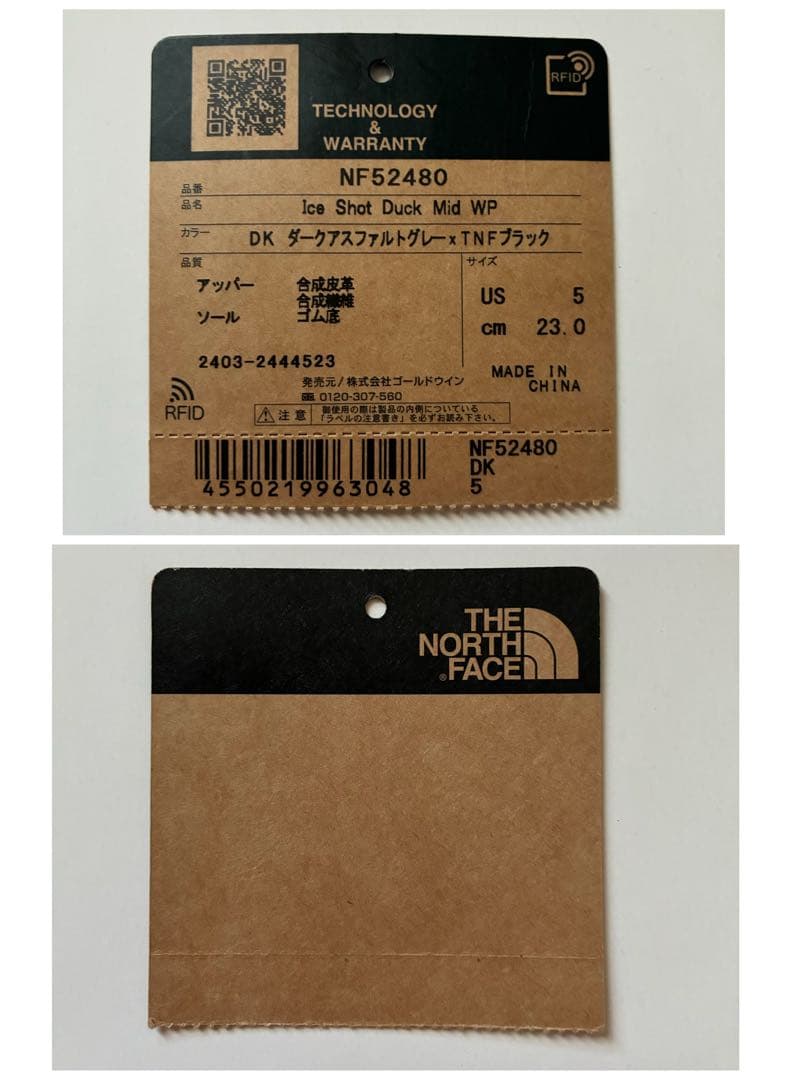 RFID
TECHNOLOGY
&
WARRANTY
品番 NF52480
品名 Ice Shot Duck Mid WP
カラー DK ダークアスファルトグレー×TNFブラック
品質
アッパー 合成皮革
合成繊維
ソール ゴム底
サイズ
US 5
cm 23.0
2403-2444523
MADE IN
CHINA
発売元/株式会社ゴールドウイン
0120-307-560
RFID
注意 御使用の際は製品の内側についている
「ラベルの注意書き」を必ずお読み下さい。
4550219963048
NF52480
DK
5
THE
NORTH
FACE
®